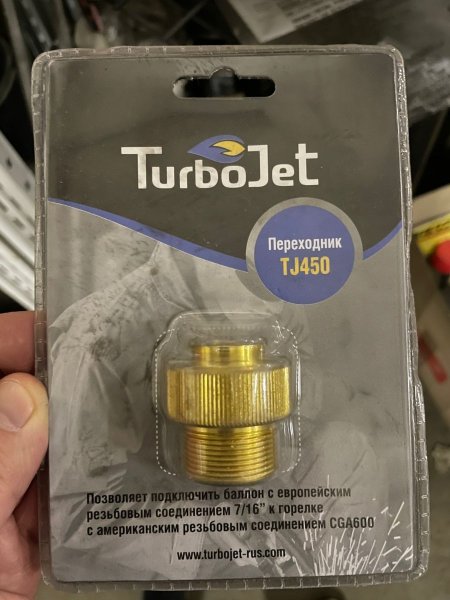 TurboJet
Переходник
TJ450
Позволяет подключить баллон с европейским
резьбовым соединением 7/16" к горелке
с американским резьбовым соединением CGA600
www.turbojet-rus.com